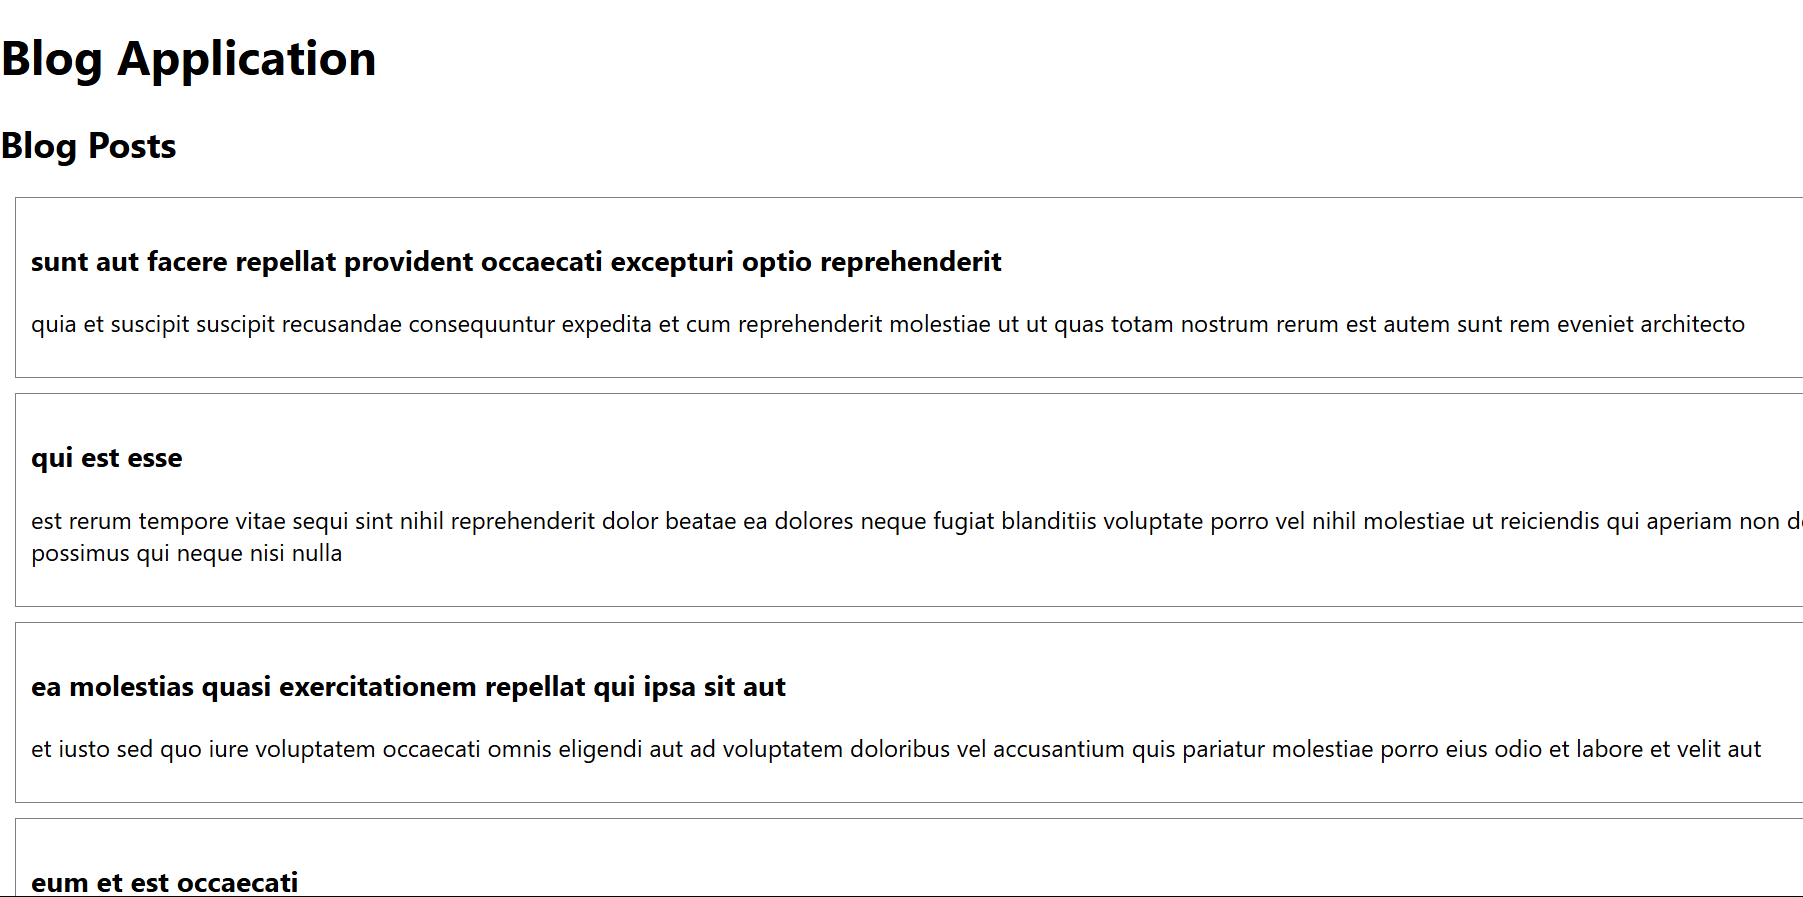 Blog Application
Blog Posts
sunt aut facere repellat provident occaecati excepturi optio reprehenderit
quia et suscipit suscipit recusandae consequuntur expedita et cum reprehenderit molestiae ut ut quas totam nostrum rerum est autem sunt rem eveniet architecto
qui est esse
est rerum tempore vitae sequi sint nihil reprehenderit dolor beatae ea dolores neque fugiat blanditiis voluptate porro vel nihil molestiae ut reiciendis qui aperiam non
possimus qui neque nisi nulla
ea molestias quasi exercitationem repellat qui ipsa sit aut
et iusto sed quo iure voluptatem occaecati omnis eligendi aut ad voluptatem doloribus vel accusantium quis pariatur molestiae porro eius odio et labore et velit aut
eum et est occaecati